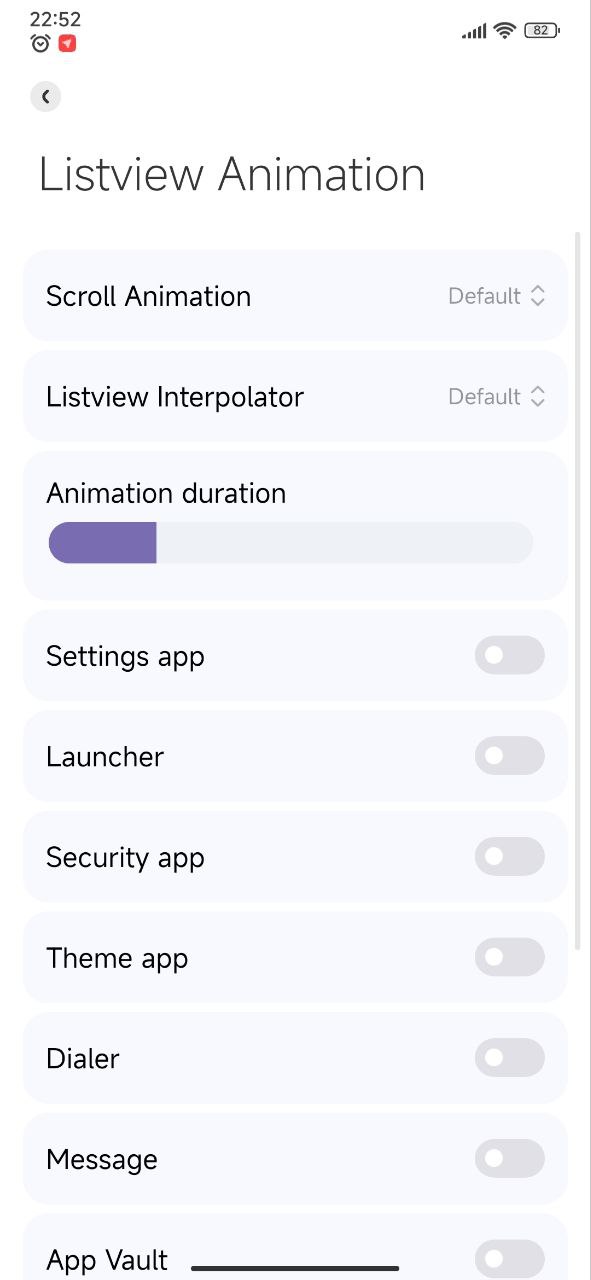 22:52
82
Listview Animation
Scroll Animation Default
Listview Interpolator Default
Animation duration
Settings app
Launcher
Security app
Theme app
Dialer
Message
App Vault